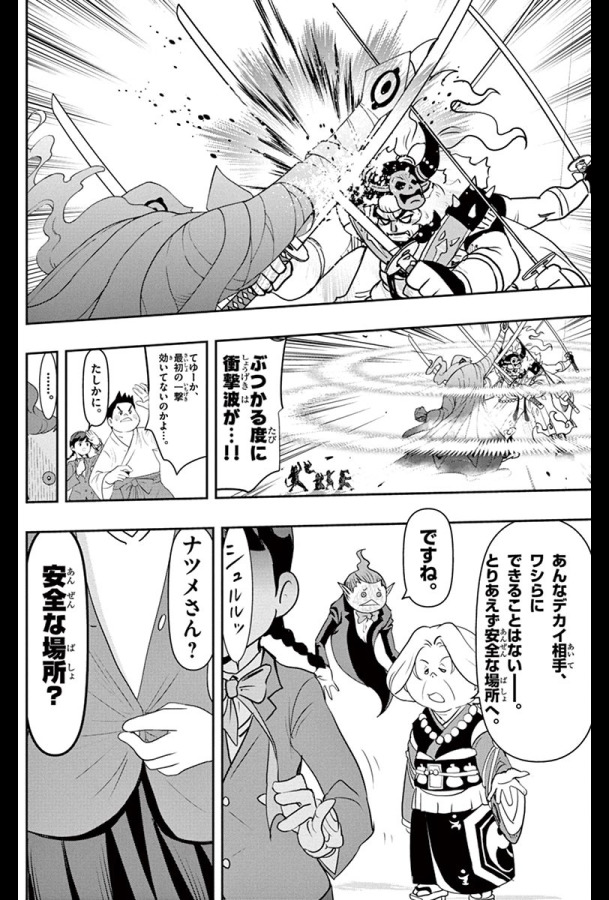 ぶつかる度に
衝撃波が…!!
てゆーか、
最初の一撃
効いてないのかよ…。
たしかに。
……。
あんなデカイ相手、
ワシらに
できることはない──。
とりあえず安全な場所へ。
ですね。
シュルルッ
ナツメさん?
安全な場所?